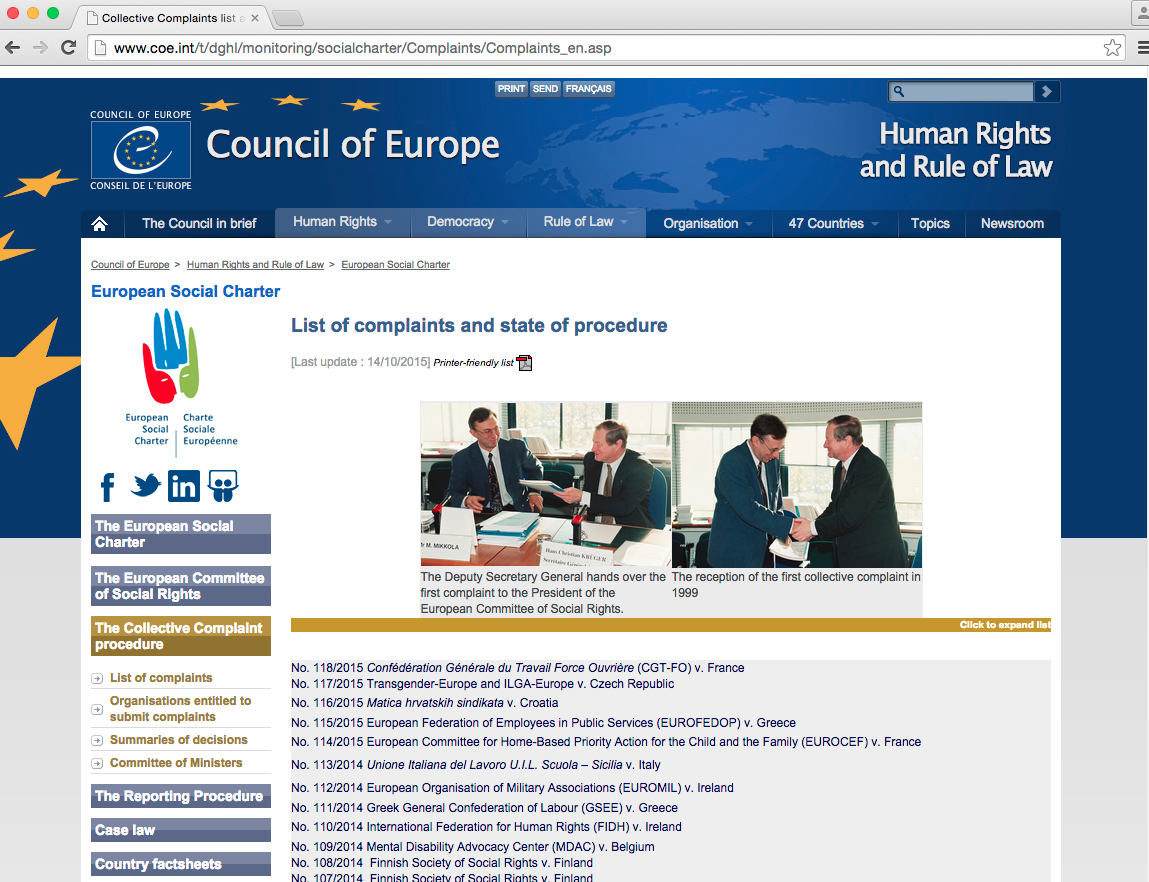 Collective Complaints list a
www.coe.int/t/dghl/monitoring/socialcharter/Complaints/Complaints_en.asp
PRINT SEND FRANÇAIS
COUNCIL OF EUROPE
CONSEIL DE L'EUROPE
Council of Europe
Human Rights
and Rule of Law
The Council in brief Human Rights Democracy Rule of Law Organisation 47 Countries Topics Newsroom
Council of Europe > Human Rights and Rule of Law > European Social Charter
European Social Charter
European
Social
Charter
Charte
Sociale
Européenne
The European Social
Charter
The European Committee
of Social Rights
The Collective Complaint
procedure
List of complaints
Organisations entitled to
submit complaints
Summaries of decisions
Committee of Ministers
The Reporting Procedure
Case law
Country factsheets
List of complaints and state of procedure
[Last update : 14/10/2015] Printer-friendly list
Mr M. MIKKOLA
Hans Christian KRÜGER
The Deputy Secretary General hands over the
first complaint to the President of the
European Committee of Social Rights.
The reception of the first collective complaint in
1999
Click to expand list
No. 118/2015 Confédération Générale du Travail Force Ouvrière (CGT-FO) v. France
No. 117/2015 Transgender-Europe and ILGA-Europe v. Czech Republic
No. 116/2015 Matica hrvatskih sindikata v. Croatia
No. 115/2015 European Federation of Employees in Public Services (EUROFEDOP) v. Greece
No. 114/2015 European Committee for Home-Based Priority Action for the Child and the Family (EUROCEF) v. France
No. 113/2014 Unione Italiana del Lavoro U.I.L. Scuola – Sicilia v. Italy
No. 112/2014 European Organisation of Military Associations (EUROMIL) v. Ireland
No. 111/2014 Greek General Confederation of Labour (GSEE) v. Greece
No. 110/2014 International Federation for Human Rights (FIDH) v. Ireland
No. 109/2014 Mental Disability Advocacy Center (MDAC) v. Belgium
No. 108/2014 Finnish Society of Social Rights v. Finland
No. 107/2014 Finnish Society of Social Rights v. Finland